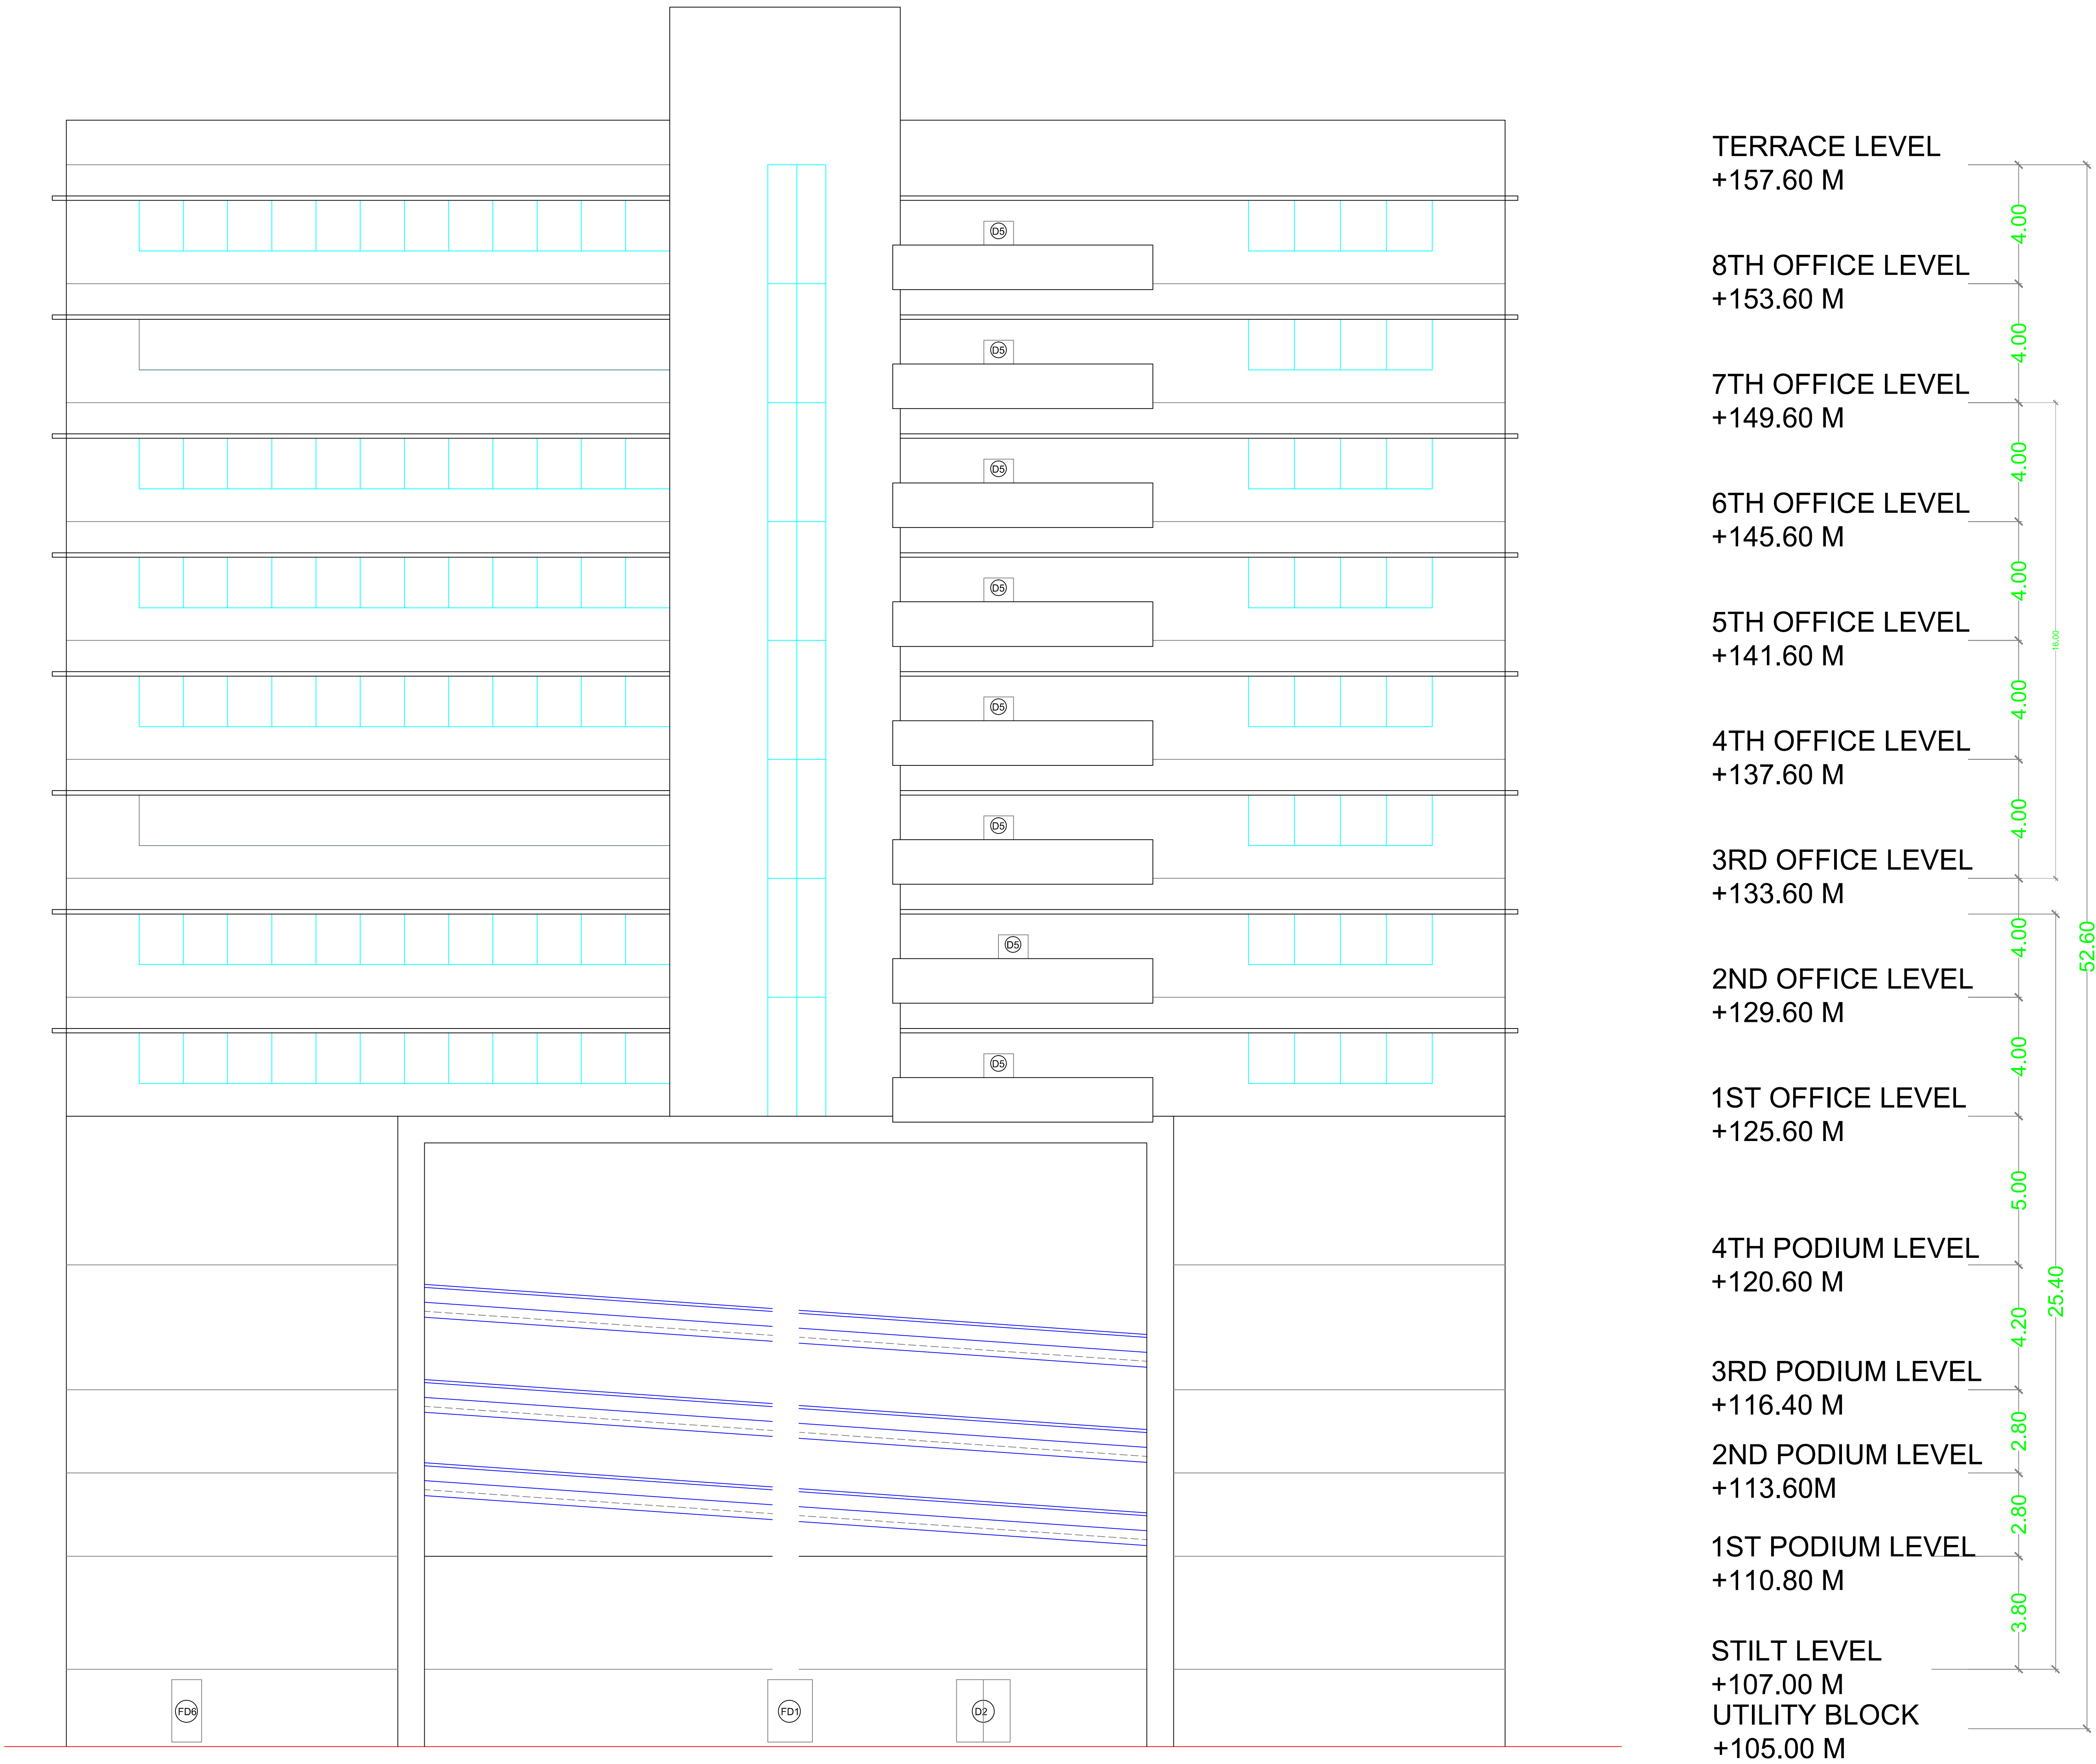 TERRACE LEVEL
+157.60 M
4.00
D5
8TH OFFICE LEVEL
+153.60 M
4.00
D5
7TH OFFICE LEVEL
+149.60 M
4.00
D5
6TH OFFICE LEVEL
+145.60 M
4.00
D5
5TH OFFICE LEVEL
+141.60 M
16.00
4.00
D5
4TH OFFICE LEVEL
+137.60 M
4.00
D5
3RD OFFICE LEVEL
+133.60 M
4.00
52.60
D5
2ND OFFICE LEVEL
+129.60 M
4.00
D5
1ST OFFICE LEVEL
+125.60 M
5.00
4TH PODIUM LEVEL
+120.60 M
25.40
4.20
3RD PODIUM LEVEL
+116.40 M
2.80
2ND PODIUM LEVEL
+113.60M
2.80
1ST PODIUM LEVEL
+110.80 M
3.80
STILT LEVEL
+107.00 M
FD6
FD1
D2
UTILITY BLOCK
+105.00 M